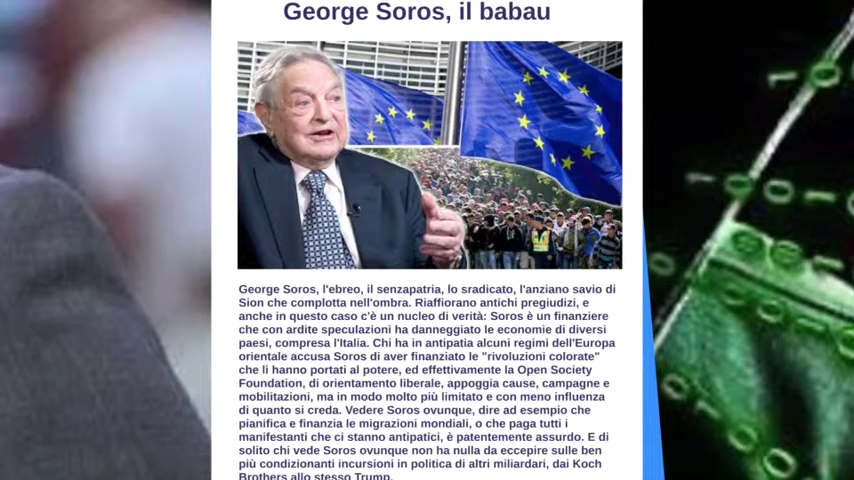 George Soros, il babau
George Soros, l'ebreo, il senzapatria, lo sradicato, l'anziano savio di
Sion che complotta nell'ombra. Riaffiorano antichi pregiudizi, e
anche in questo caso c'è un nucleo di verità: Soros è un finanziere
che con ardite speculazioni ha danneggiato le economie di diversi
paesi, compresa l'Italia. Chi ha in antipatia alcuni regimi dell'Europa
orientale accusa Soros di aver finanziato le "rivoluzioni colorate"
che li hanno portati al potere, ed effettivamente la Open Society
Foundation, di orientamento liberale, appoggia cause, campagne e
mobilitazioni, ma in modo molto più limitato e con meno influenza
di quanto si creda. Vedere Soros ovunque, dire ad esempio che
pianifica e finanzia le migrazioni mondiali, o che paga tutti i
manifestanti che ci stanno antipatici, è patentemente assurdo. E di
solito chi vede Soros ovunque non ha nulla da eccepire sulle ben
più condizionanti incursioni in politica di altri miliardari, dai Koch
Brothers allo stesso Trump.